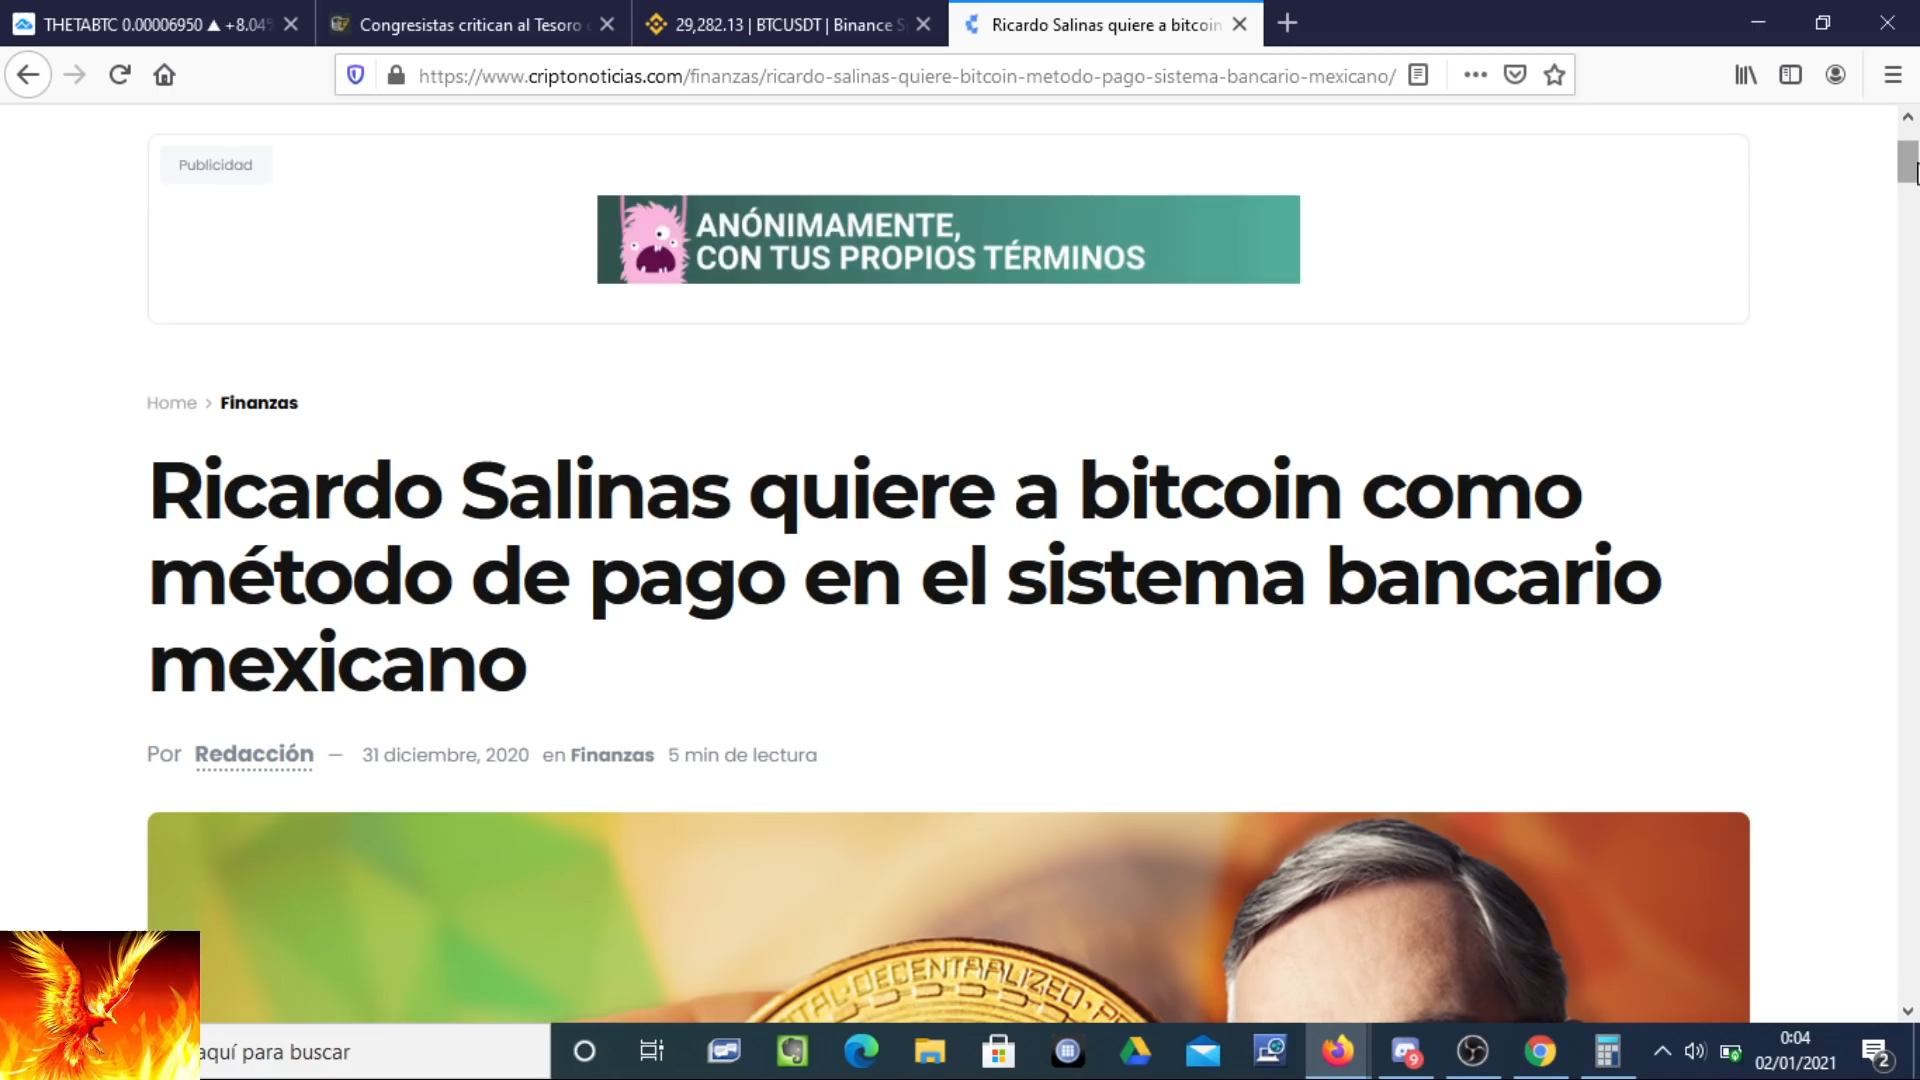 THETABTC 0.00006950 ▲ +8.04%
Congresistas critican al Tesoro
29,282.13 | BTCUSDT | Binance S
Ricardo Salinas quiere a bitcoin
https://www.criptonoticias.com/finanzas/ricardo-salinas-quiere-bitcoin-metodo-pago-sistema-bancario-mexicano/
Publicidad
ANÓNIMAMENTE,
CON TUS PROPIOS TÉRMINOS
Home > Finanzas
Ricardo Salinas quiere a bitcoin como
método de pago en el sistema bancario
mexicano
Por Redacción — 31 diciembre, 2020 en Finanzas 5 min de lectura
DECENTRALIZED
aquí para buscar
9
0:04
02/01/2021
2